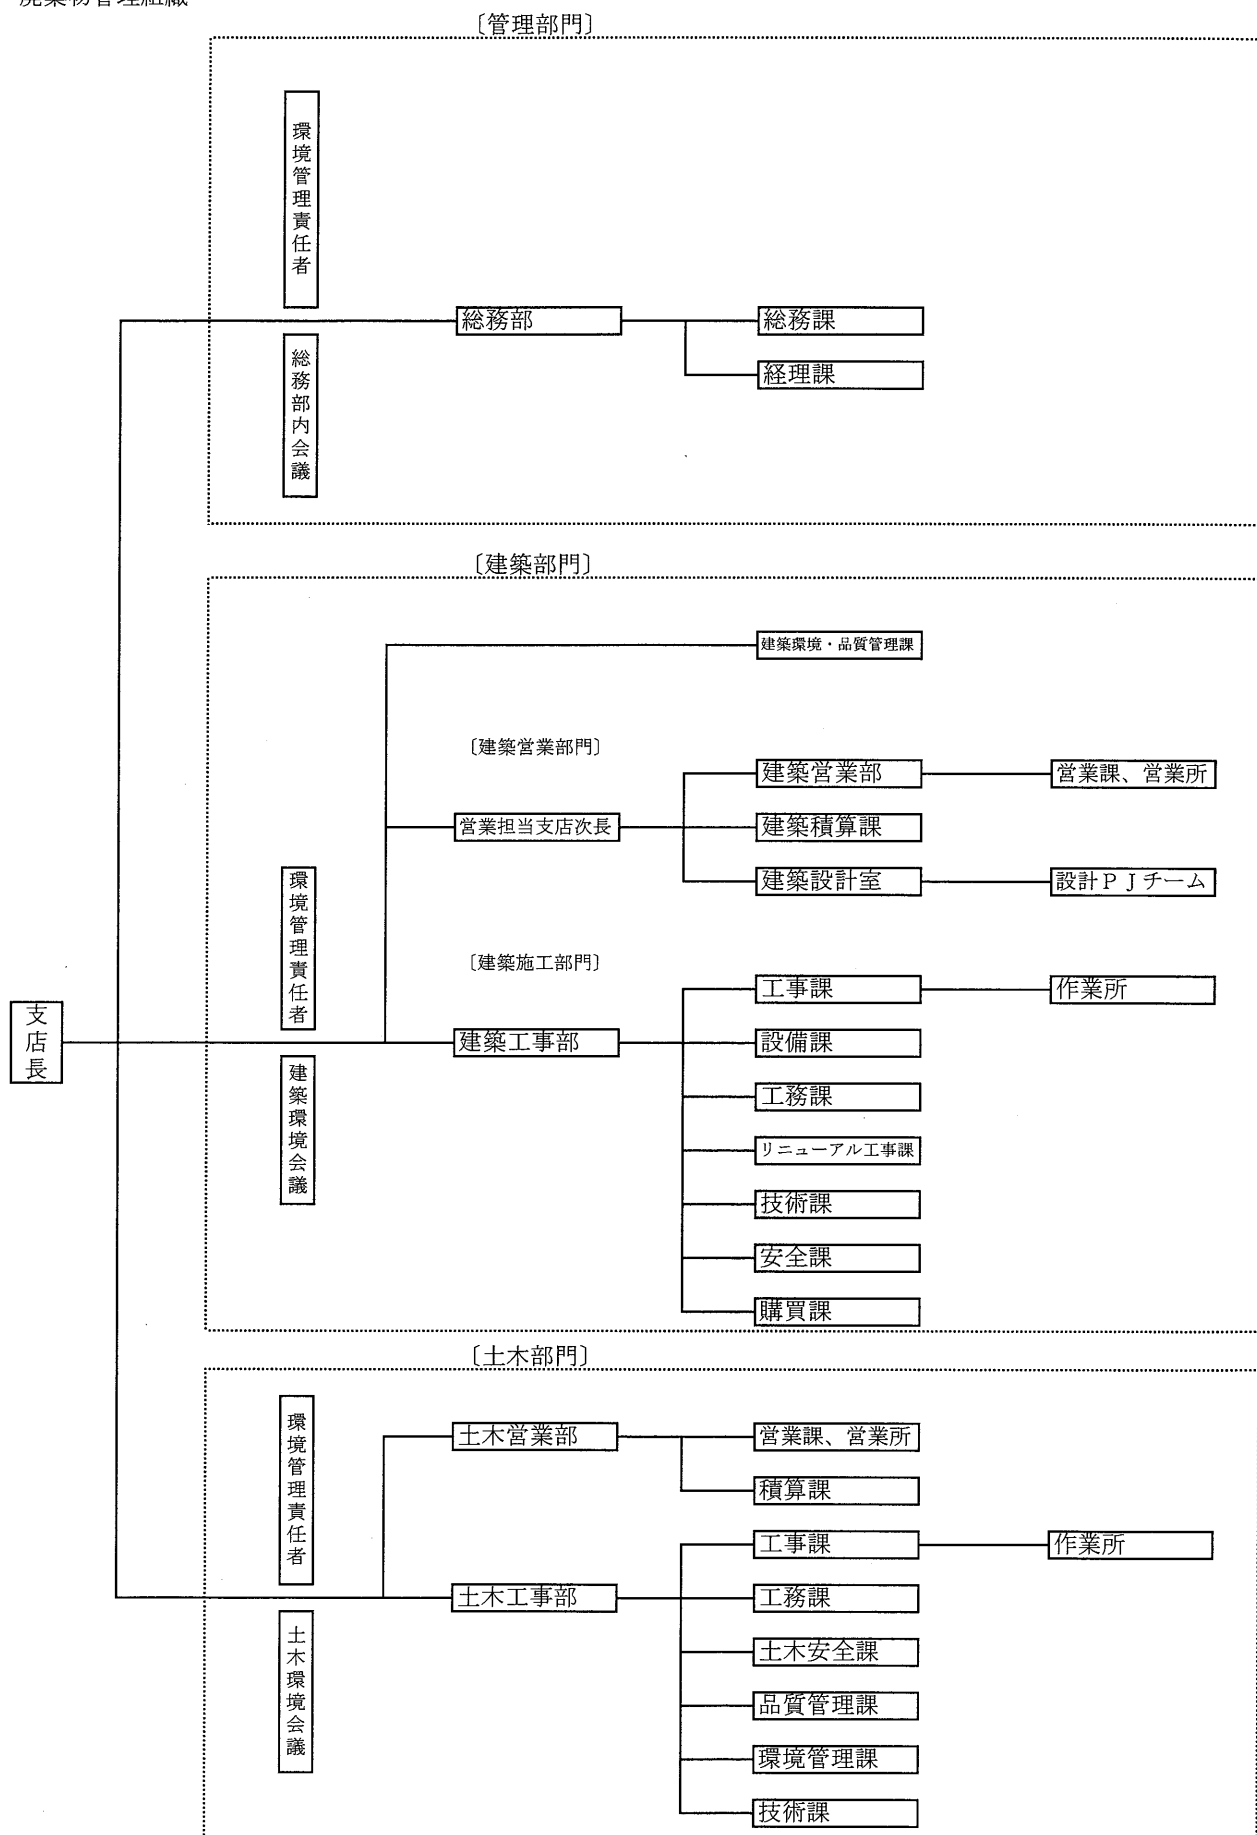 廃棄物管理組織
〔管理部門〕
環境管理責任者
総務部
総務課
経理課
総務部内会議
〔建築部門〕
建築環境・品質管理課
〔建築営業部門〕
建築営業部
営業課、営業所
営業担当支店次長
建築積算課
建築設計室
設計ＰＪチーム
環境管理責任者
〔建築施工部門〕
工事課
作業所
支店長
建築工事部
設備課
建築環境会議
工務課
リニューアル工事課
技術課
安全課
購買課
〔土木部門〕
環境管理責任者
土木営業部
営業課、営業所
積算課
工事課
作業所
土木工事部
工務課
土木環境会議
土木安全課
品質管理課
環境管理課
技術課